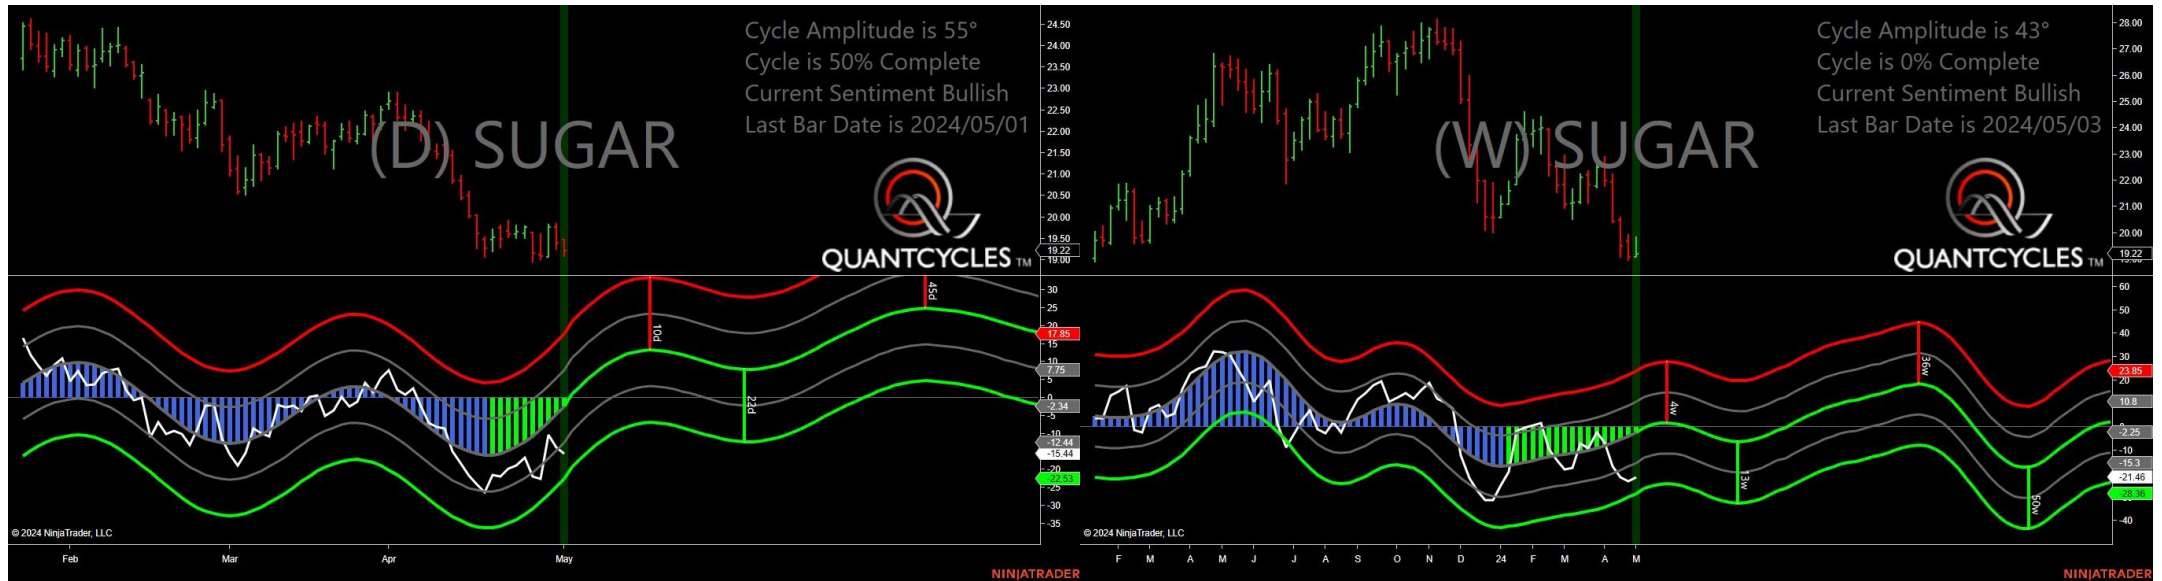 Cycle Amplitude is 55°
Cycle is 50% Complete
Current Sentiment Bullish
Last Bar Date is 2024/05/01
(D) SUGAR
QUANTCYCLES TM
24.50
24.00
23.50
23.00
22.50
22.00
21.50
21.00
20.50
20.00
19.50
19.22
19.00
10d
22d
45d
30
25
20
17.85
15
10
7.75
5
0
-2.34
-5
-10
-12.44
-15.44
-20
-22.53
-25
-30
-35
© 2024 NinjaTrader, LLC
Feb Mar Apr May
NINJATRADER
Cycle Amplitude is 43°
Cycle is 0% Complete
Current Sentiment Bullish
Last Bar Date is 2024/05/03
(W) SUGAR
QUANTCYCLES TM
28.00
27.00
26.00
25.00
24.00
23.00
22.00
21.00
20.00
19.22
4w
13w
36w
50w
60
50
40
30
23.85
20
10.8
-2.25
-10
-15.3
-21.46
-28.36
-40
© 2024 NinjaTrader, LLC
F M A M J J A S O N D 24 F M A M
NINJATRADER